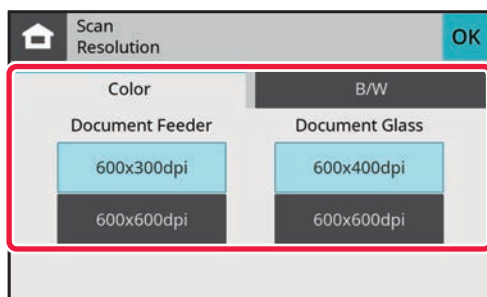 Scan
Resolution
OK
Color
B/W
Document Feeder
Document Glass
600x300dpi
600x400dpi
600x600dpi
600x600dpi